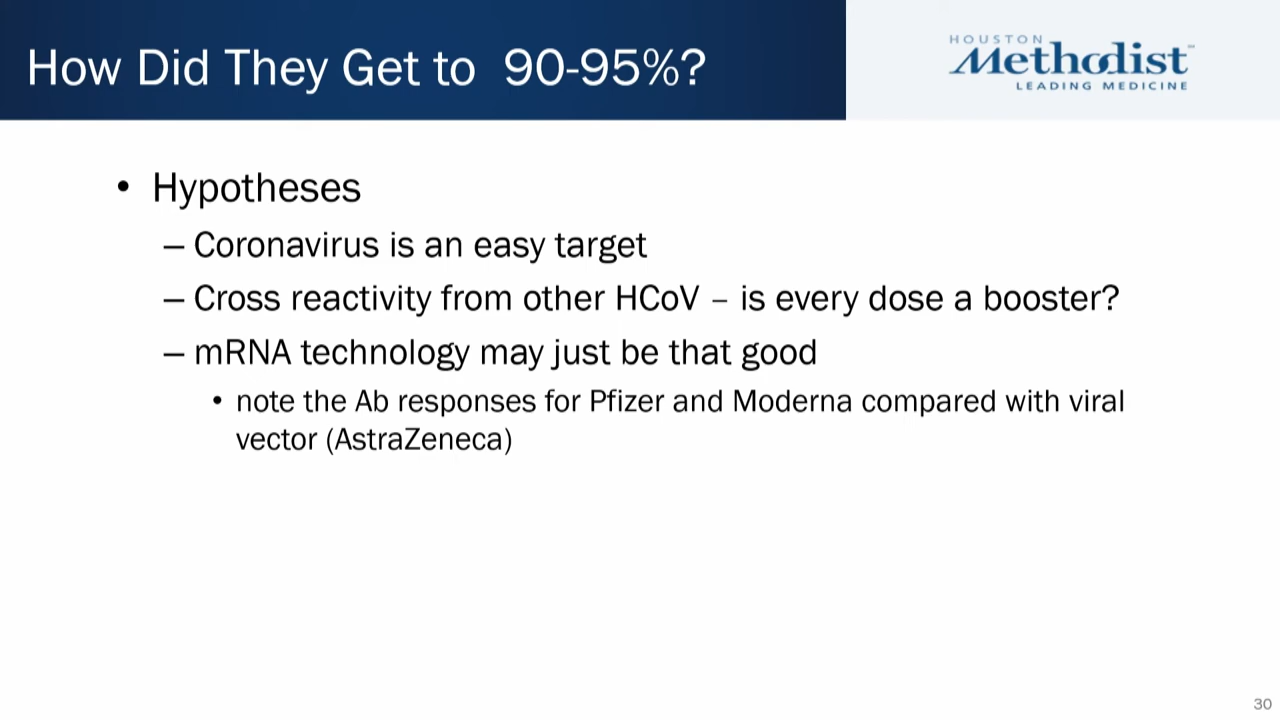 How Did They Get to  90-95%?
HOUSTON
Methodist
LEADING MEDICINE
• Hypotheses
– Coronavirus is an easy target
– Cross reactivity from other HCoV – is every dose a booster?
– mRNA technology may just be that good
• note the Ab responses for Pfizer and Moderna compared with viral
vector (AstraZeneca)
30